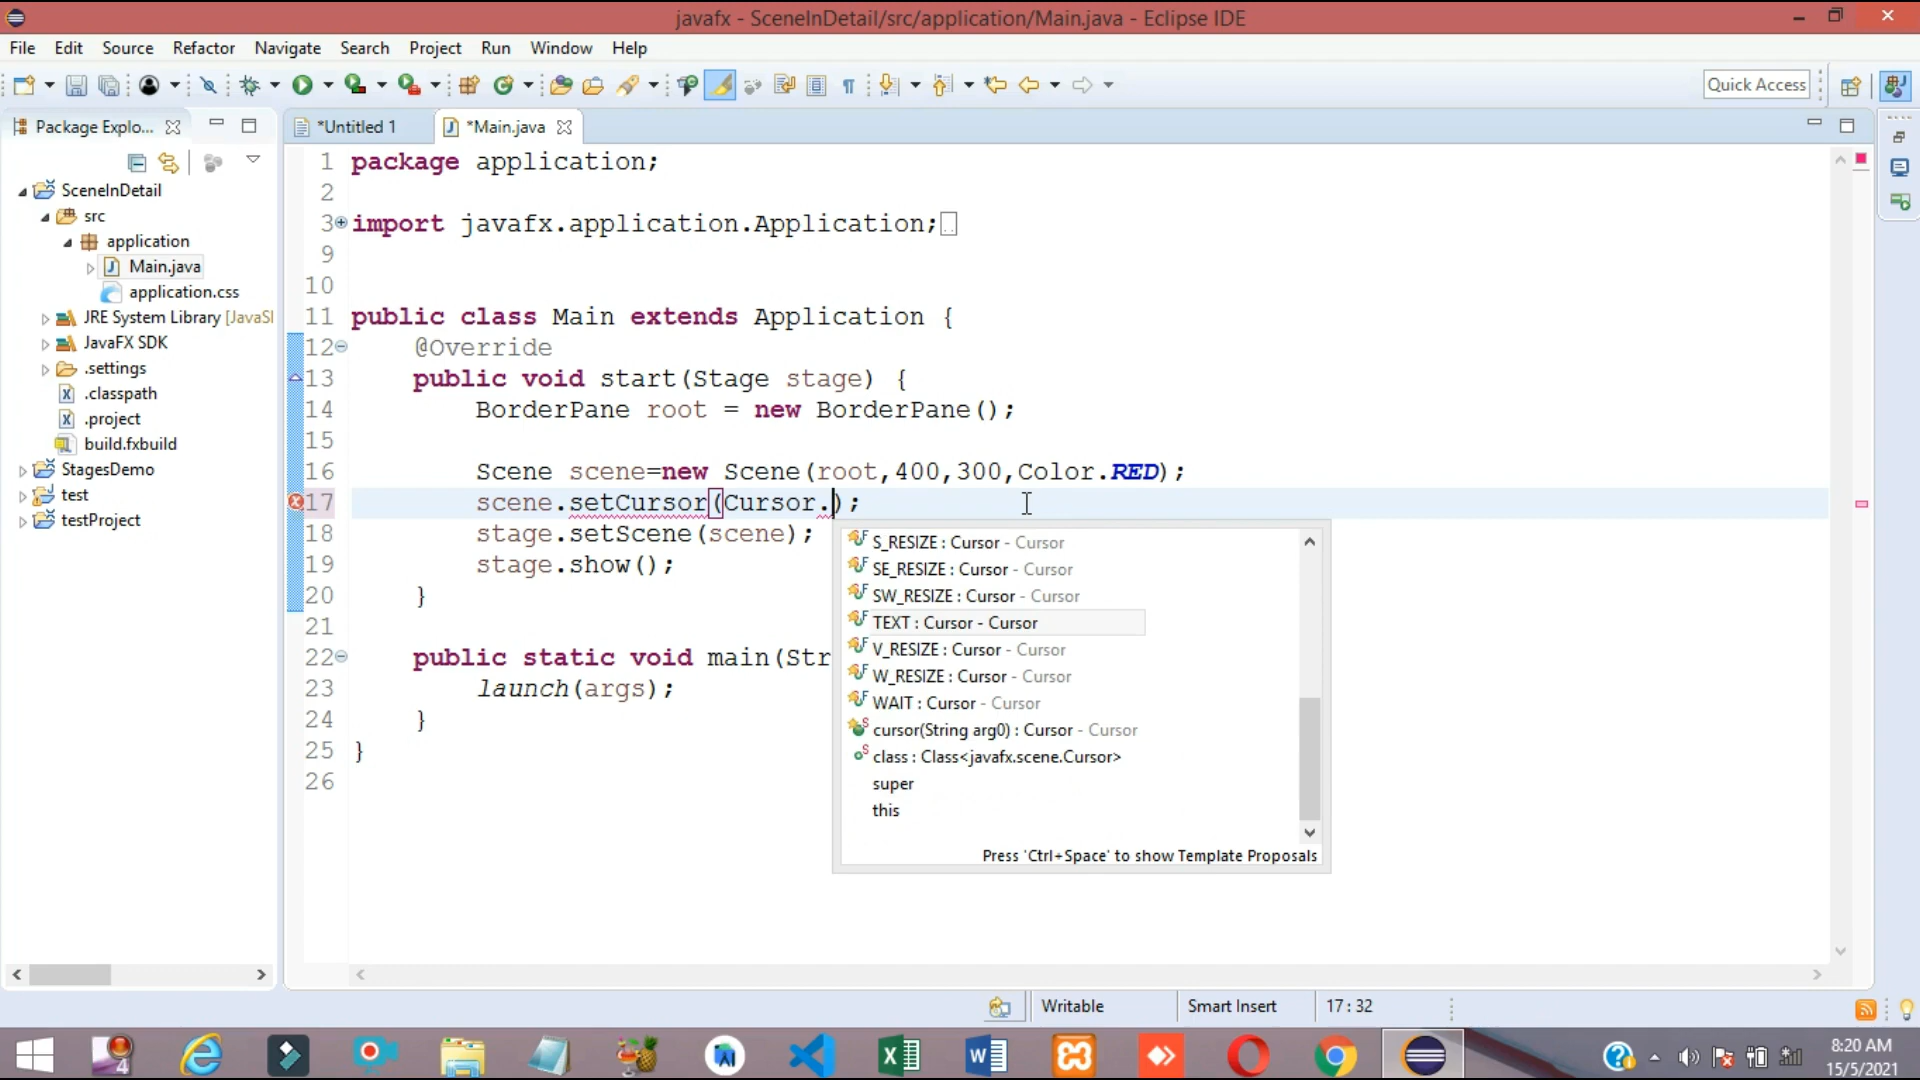 javafx - SceneInDetail/src/application/Main.java - Eclipse IDE
File Edit Source Refactor Navigate Search Project Run Window Help
Quick Access
Package Explo...
*Untitled 1
*Main.java
SceneInDetail
src
application
Main.java
application.css
JRE System Library [JavaSI
JavaFX SDK
.settings
.classpath
.project
build.fxbuild
StagesDemo
test
testProject
1 package application;
2
3 import javafx.application.Application;
9
10
11 public class Main extends Application {
12 @Override
13 public void start(Stage stage) {
14 BorderPane root = new BorderPane();
15
16 Scene scene=new Scene(root,400,300,Color.RED);
17 scene.setCursor(Cursor.);
18 stage.setScene(scene);
19 stage.show();
20 }
21
22 public static void main(Str
23 launch(args);
24 }
25 }
26
S_RESIZE : Cursor - Cursor
SE_RESIZE : Cursor - Cursor
SW_RESIZE : Cursor - Cursor
TEXT : Cursor - Cursor
V_RESIZE : Cursor - Cursor
W_RESIZE : Cursor - Cursor
WAIT : Cursor - Cursor
cursor(String arg0) : Cursor - Cursor
class : Class<javafx.scene.Cursor>
super
this
Press 'Ctrl+Space' to show Template Proposals
Writable
Smart Insert
17 : 32
8:20 AM
15/5/2021